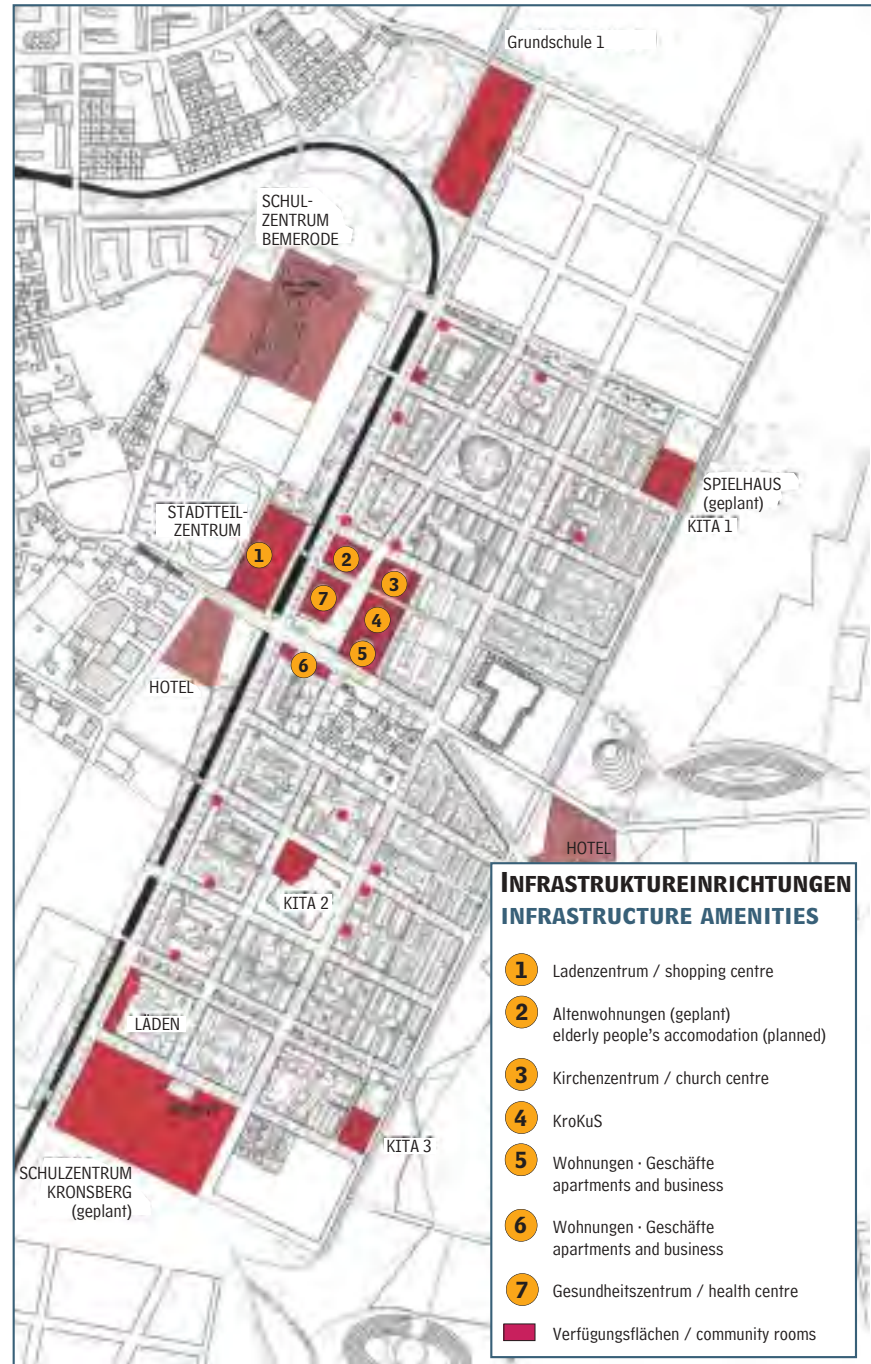 Grundschule 1
SCHUL-
ZENTRUM
BEMERODE
SPIELHAUS
(geplant)
KITA 1
STADTTEIL-
ZENTRUM
1
2
3
7
4
5
6
HOTEL
HOTEL
KITA 2
LÄDEN
KITA 3
SCHULZENTRUM
KRONSBERG
(geplant)
INFRASTRUKTUREINRICHTUNGEN
INFRASTRUCTURE AMENITIES
1 Ladenzentrum / shopping centre
2 Altenwohnungen (geplant)
elderly people's accomodation (planned)
3 Kirchenzentrum / church centre
4 KroKuS
5 Wohnungen · Geschäfte
apartments and business
6 Wohnungen · Geschäfte
apartments and business
7 Gesundheitszentrum / health centre
Verfügungsflächen / community rooms